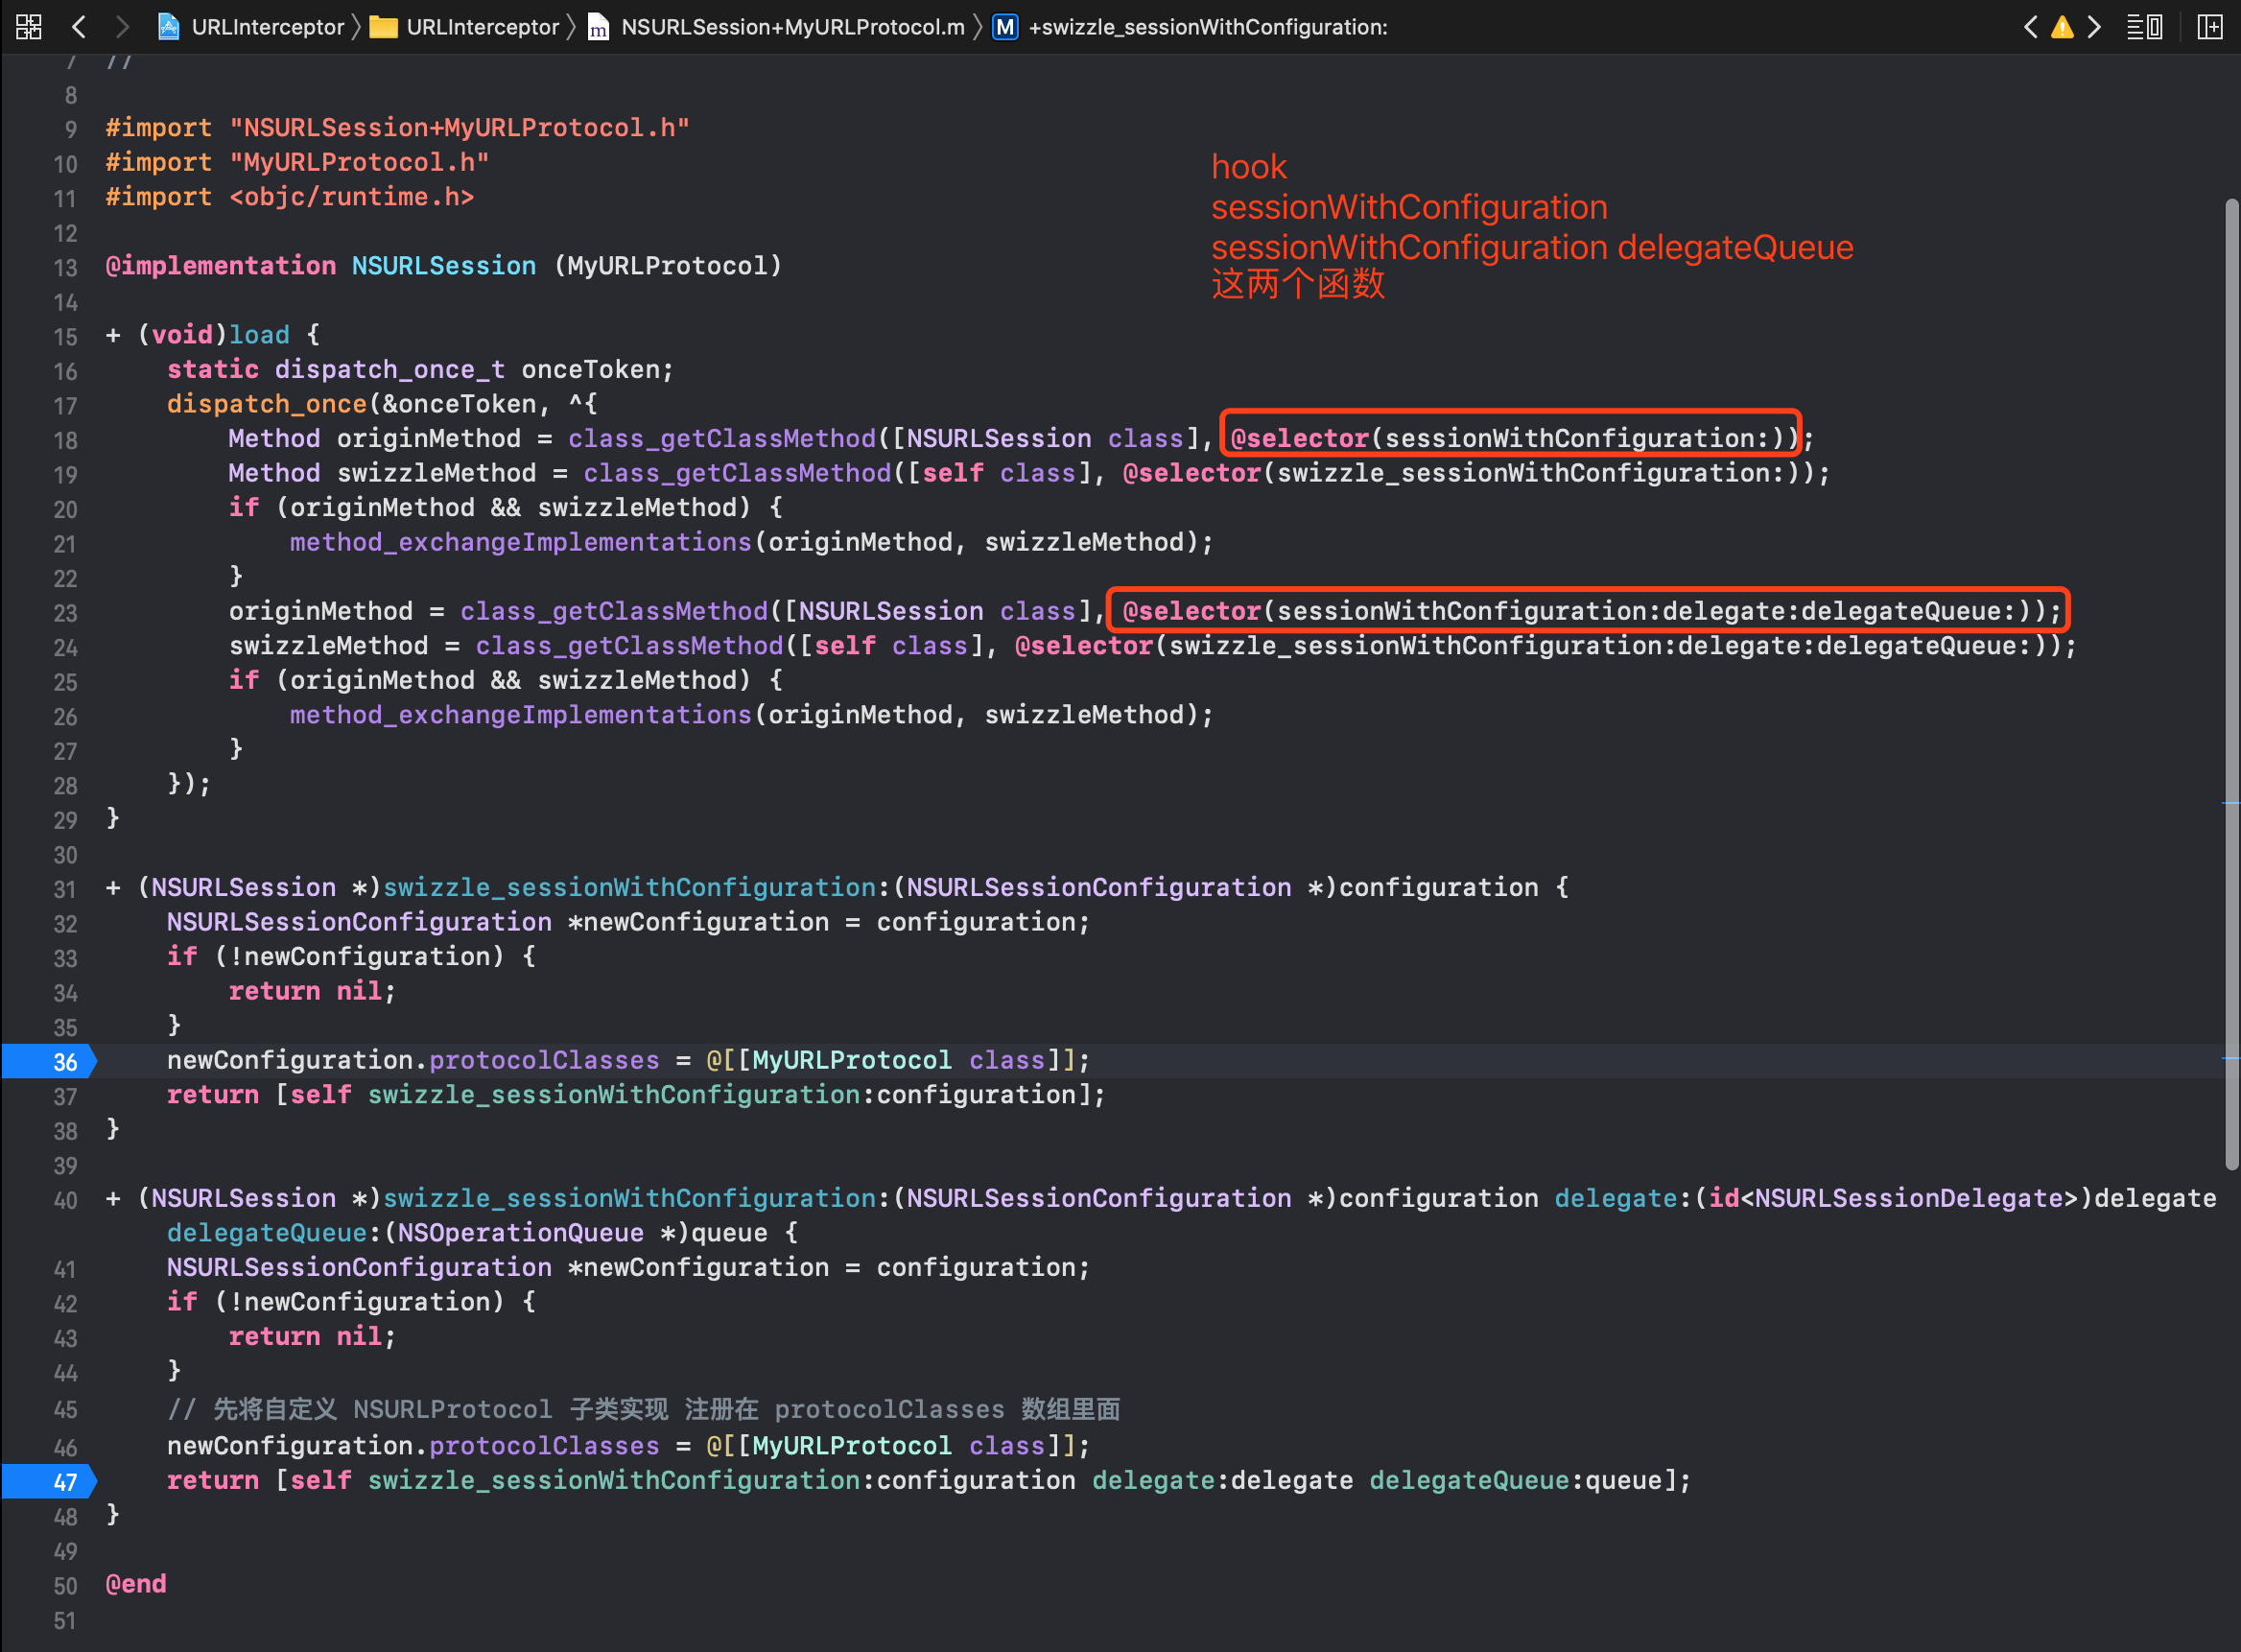 URLInterceptor URLInterceptor NSURLSession+MyURLProtocol.m M +swizzle_sessionWithConfiguration:
7 //
8
9 #import "NSURLSession+MyURLProtocol.h"
10 #import "MyURLProtocol.h"
11 #import <objc/runtime.h>
12
13 @implementation NSURLSession (MyURLProtocol)
14
15 + (void)load {
16 static dispatch_once_t onceToken;
17 dispatch_once(&onceToken, ^{
18 Method originMethod = class_getClassMethod([NSURLSession class], @selector(sessionWithConfiguration:));
19 Method swizzleMethod = class_getClassMethod([self class], @selector(swizzle_sessionWithConfiguration:));
20 if (originMethod && swizzleMethod) {
21 method_exchangeImplementations(originMethod, swizzleMethod);
22 }
23 originMethod = class_getClassMethod([NSURLSession class], @selector(sessionWithConfiguration:delegate:delegateQueue:));
24 swizzleMethod = class_getClassMethod([self class], @selector(swizzle_sessionWithConfiguration:delegate:delegateQueue:));
25 if (originMethod && swizzleMethod) {
26 method_exchangeImplementations(originMethod, swizzleMethod);
27 }
28 });
29 }
30
31 + (NSURLSession *)swizzle_sessionWithConfiguration:(NSURLSessionConfiguration *)configuration {
32 NSURLSessionConfiguration *newConfiguration = configuration;
33 if (!newConfiguration) {
34 return nil;
35 }
36 newConfiguration.protocolClasses = @[[MyURLProtocol class]];
37 return [self swizzle_sessionWithConfiguration:configuration];
38 }
39
40 + (NSURLSession *)swizzle_sessionWithConfiguration:(NSURLSessionConfiguration *)configuration delegate:(id<NSURLSessionDelegate>)delegate
delegateQueue:(NSOperationQueue *)queue {
41 NSURLSessionConfiguration *newConfiguration = configuration;
42 if (!newConfiguration) {
43 return nil;
44 }
45 // 先将自定义 NSURLProtocol 子类实现 注册在 protocolClasses 数组里面
46 newConfiguration.protocolClasses = @[[MyURLProtocol class]];
47 return [self swizzle_sessionWithConfiguration:configuration delegate:delegate delegateQueue:queue];
48 }
49
50 @end
51
hook
sessionWithConfiguration
sessionWithConfiguration delegateQueue
这两个函数